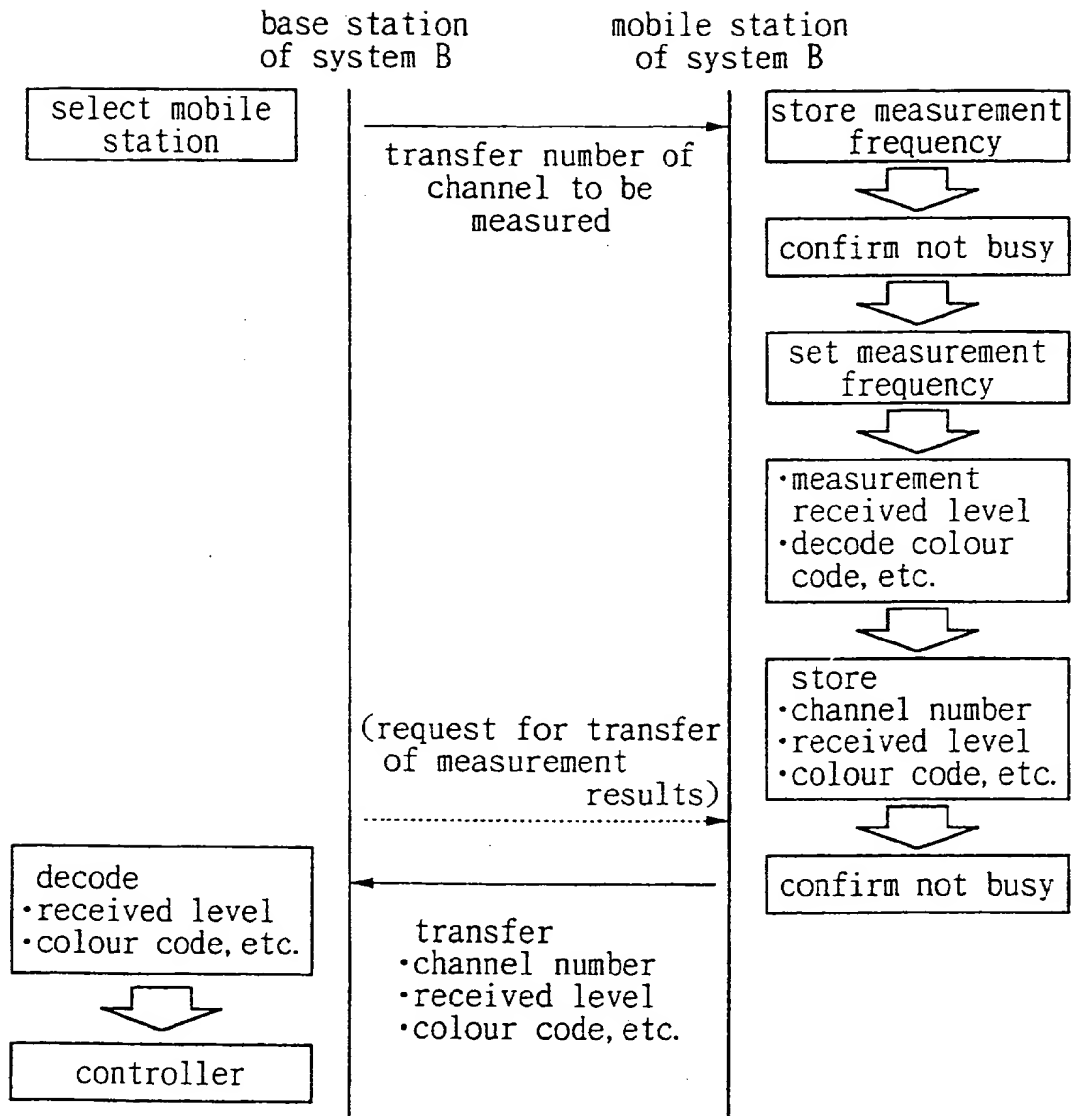 base station
of system B
mobile station
of system B
select mobile
station
transfer number of
channel to be
measured
store measurement
frequency
confirm not busy
set measurement
frequency
·measurement
received level
·decode colour
code, etc.
store
·channel number
·received level
·colour code, etc.
(request for transfer
of measurement
results)
confirm not busy
transfer
·channel number
·received level
·colour code, etc.
decode
·received level
·colour code, etc.
controller